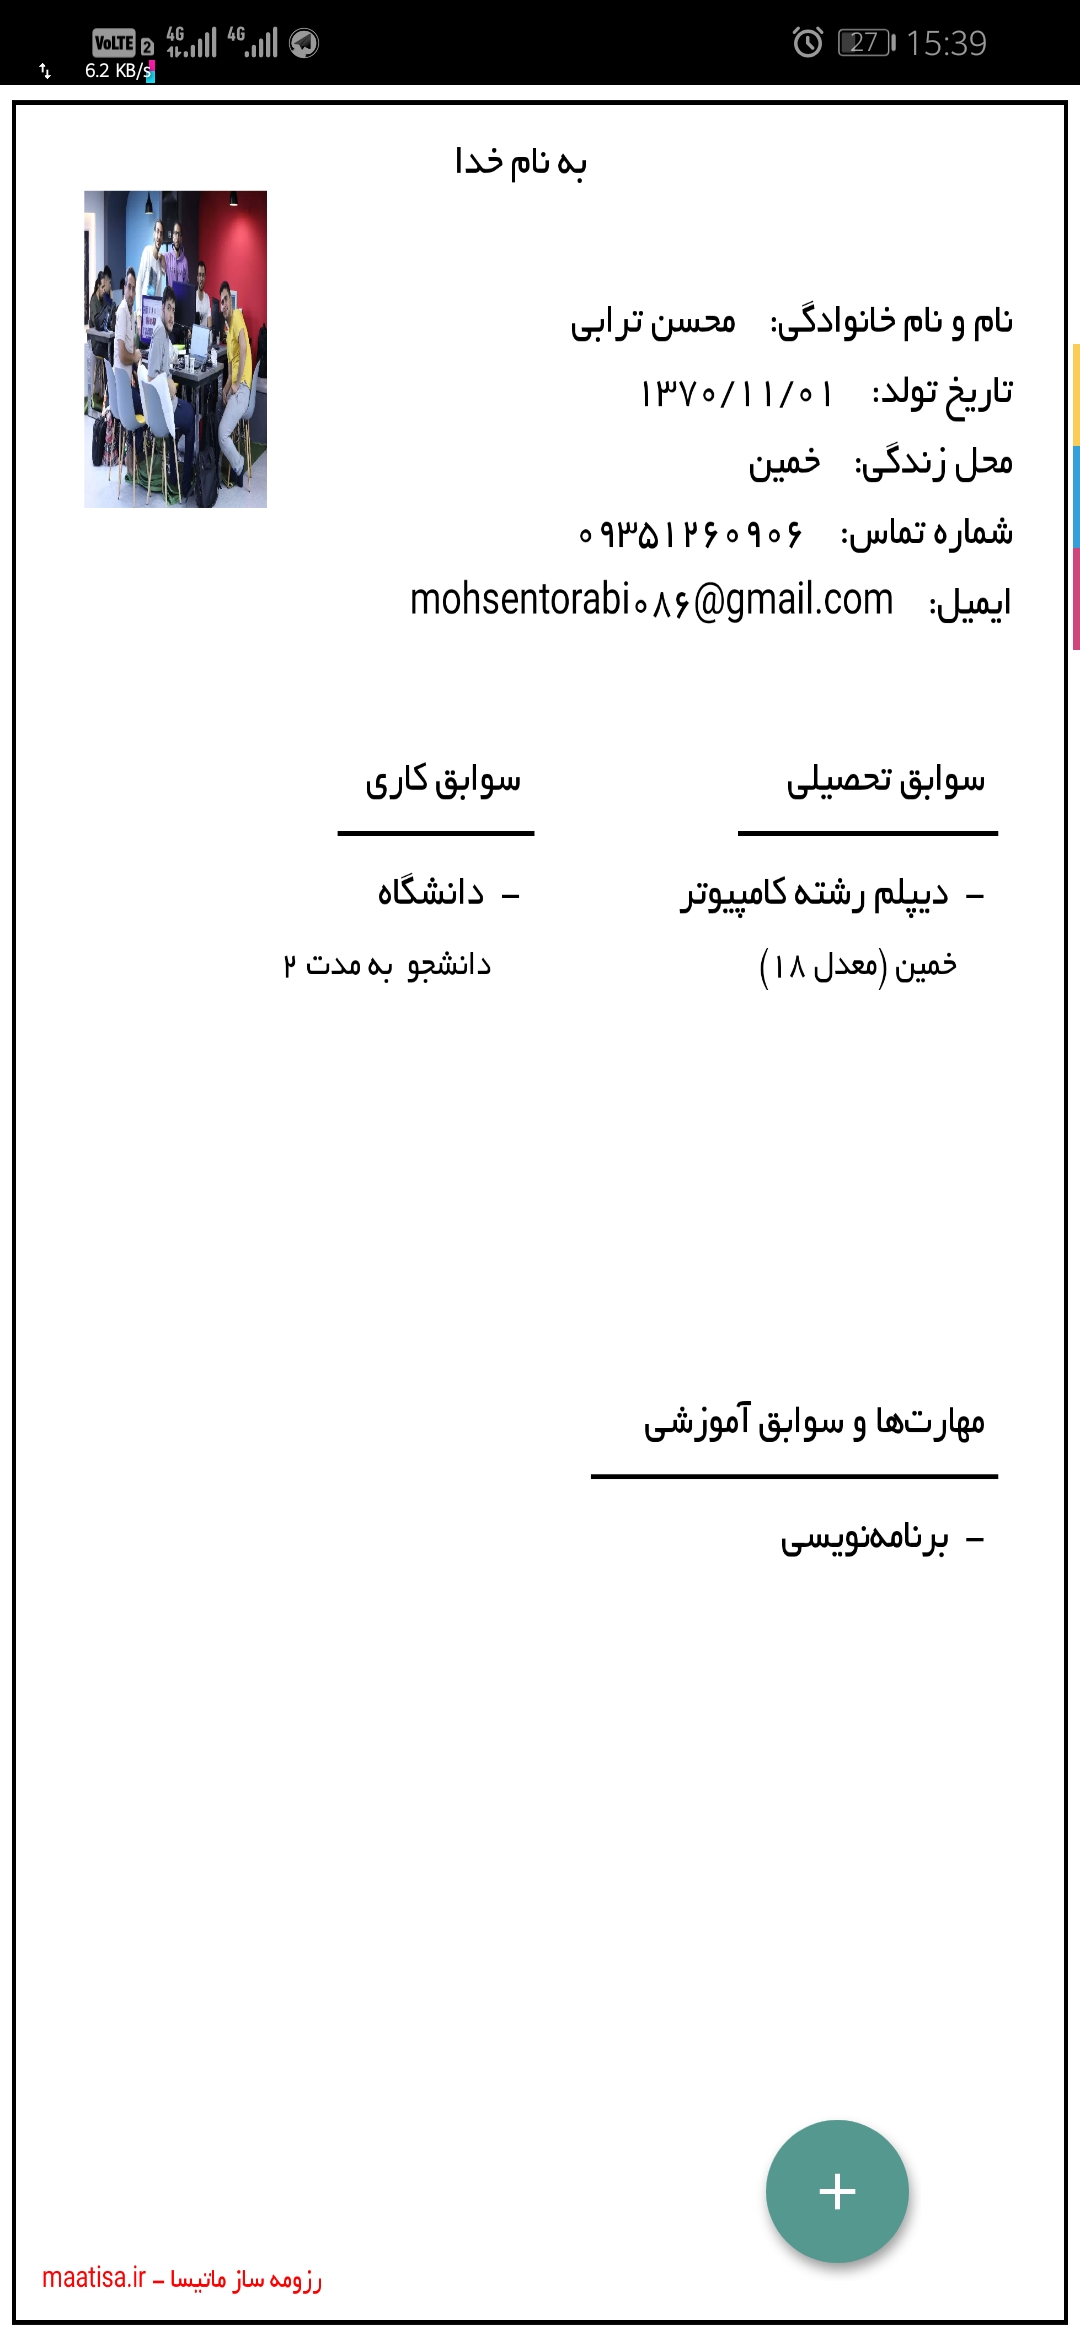 VoLTE 2 4G 4G 27 15:39
6.2 KB/s
به نام خدا
نام و نام خانوادگی: محسن ترابی
تاریخ تولد: ۱۳۷۰/۱۱/۰۱
محل زندگی: خمین
شماره تماس: ۰۹۳۵۱۲۶۰۹۰۶
ایمیل: mohsentorabi۰۸۶@gmail.com
سوابق تحصیلی
– دیپلم رشته کامپیوتر
خمین (معدل ۱۸)
سوابق کاری
– دانشگاه
دانشجو به مدت ۲
مهارت‌ها و سوابق آموزشی
– برنامه‌نویسی
+
رزومه ساز ماتیسا – maatisa.ir